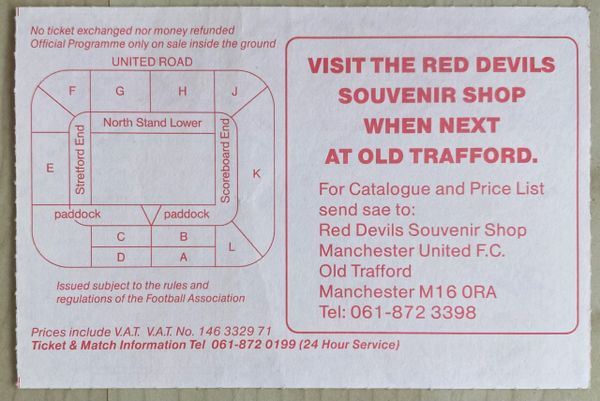 No ticket exchanged nor money refunded
Official Programme only on sale inside the ground
UNITED ROAD
F
G
H
J
North Stand Lower
Stretford End
Scoreboard End
E
K
paddock
paddock
C
B
D
A
L
Issued subject to the rules and
regulations of the Football Association
Prices include V.A.T. V.A.T. No. 146 3329 71
Ticket & Match Information Tel 061-872 0199 (24 Hour Service)
VISIT THE RED DEVILS
SOUVENIR SHOP
WHEN NEXT
AT OLD TRAFFORD.
For Catalogue and Price List
send sae to:
Red Devils Souvenir Shop
Manchester United F.C.
Old Trafford
Manchester M16 0RA
Tel: 061-872 3398